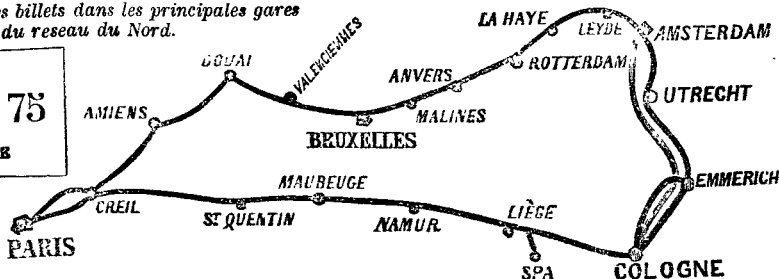 s billets dans les principales gares
du reseau du Nord.
75
LA HAYE
LEYDE
AMSTERDAM
DOUAI
VALENCIENNES
ANVERS
ROTTERDAM
AMIENS
MALINES
UTRECHT
BRUXELLES
MAUBEUGE
EMMERICH
CREIL
ST QUENTIN
NAMUR
LIÈGE
PARIS
SPA
COLOGNE